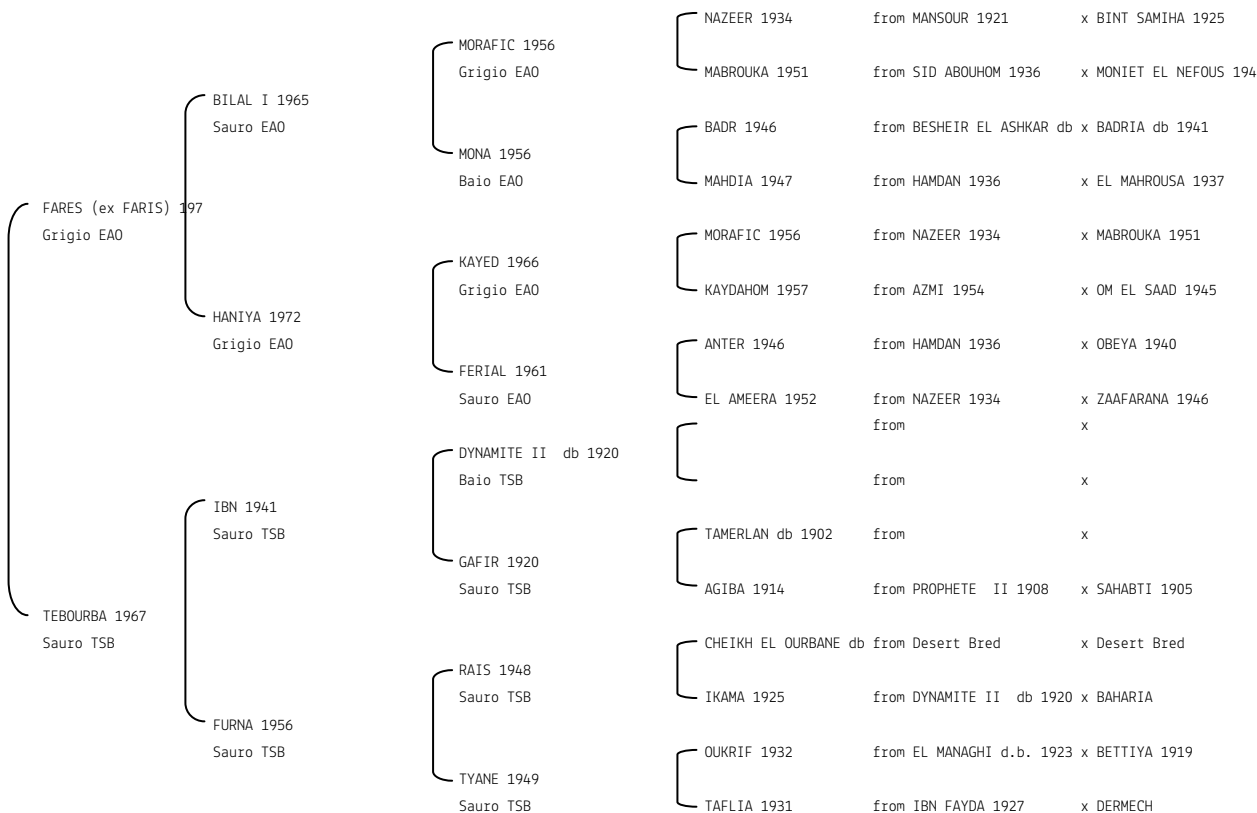 NAZEER 1934 from MANSOUR 1921 x BINT SAMIHA 1925
MORAFIC 1956
Grigio EAO
MABROUKA 1951 from SID ABOUHOM 1936 x MONIET EL NEFOUS 194
BILAL I 1965
Sauro EAO
BADR 1946 from BESHEIR EL ASHKAR db x BADRIA db 1941
MONA 1956
Baio EAO
MAHDIA 1947 from HAMDAN 1936 x EL MAHROUSA 1937
FARES (ex FARIS) 197
Grigio EAO
MORAFIC 1956 from NAZEER 1934 x MABROUKA 1951
KAYED 1966
Grigio EAO
KAYDAHOM 1957 from AZMI 1954 x OM EL SAAD 1945
HANIYA 1972
Grigio EAO
ANTER 1946 from HAMDAN 1936 x OBEYA 1940
FERIAL 1961
Sauro EAO
EL AMEERA 1952 from NAZEER 1934 x ZAAFARANA 1946
from x
DYNAMITE II db 1920
Baio TSB
from x
IBN 1941
Sauro TSB
TAMERLAN db 1902 from x
GAFIR 1920
Sauro TSB
AGIBA 1914 from PROPHETE II 1908 x SAHABTI 1905
TEBOURBA 1967
Sauro TSB
CHEIKH EL OURBANE db from Desert Bred x Desert Bred
RAIS 1948
Sauro TSB
IKAMA 1925 from DYNAMITE II db 1920 x BAHARIA
FURNA 1956
Sauro TSB
OUKRIF 1932 from EL MANAGHI d.b. 1923 x BETTIYA 1919
TYANE 1949
Sauro TSB
TAFLIA 1931 from IBN FAYDA 1927 x DERMECH